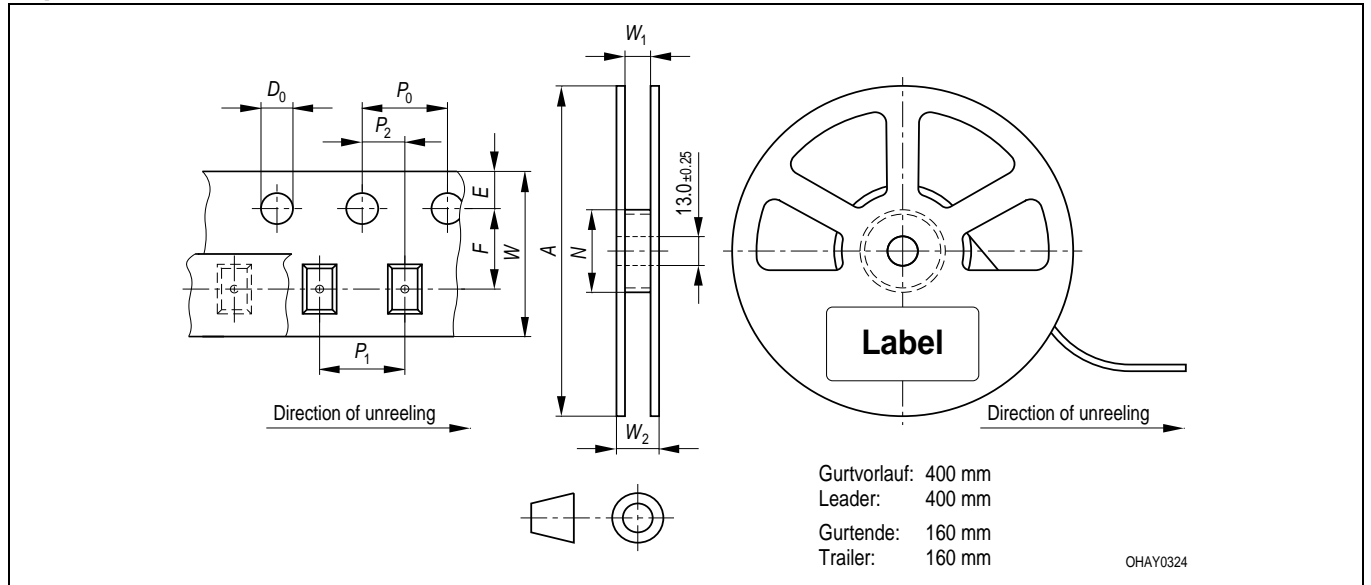 W₁
D₀
P₀
P₂
E
F
W
A
N
13.0 ±0.25
Label
P₁
Direction of unreeling
W₂
Direction of unreeling
Gurtvorlauf: 400 mm
Leader: 400 mm
Gurtende: 160 mm
Trailer: 160 mm
OHAY0324